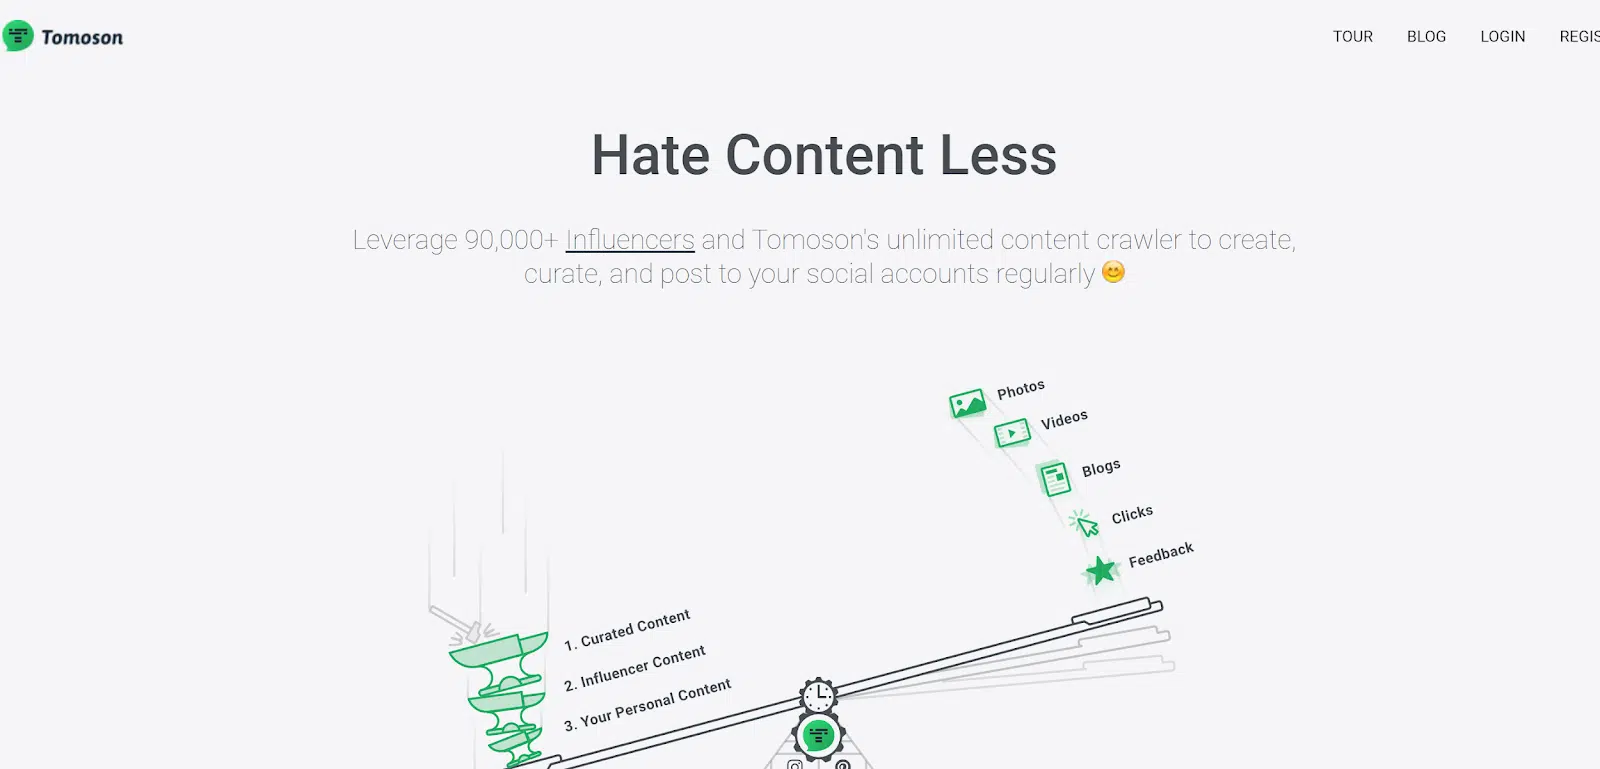 Tomoson
TOUR
BLOG
LOGIN
REGIS
Hate Content Less
Leverage 90,000+ Influencers and Tomoson's unlimited content crawler to create,
curate, and post to your social accounts regularly 😊
Photos
Videos
Blogs
Clicks
Feedback
1. Curated Content
2. Influencer Content
3. Your Personal Content